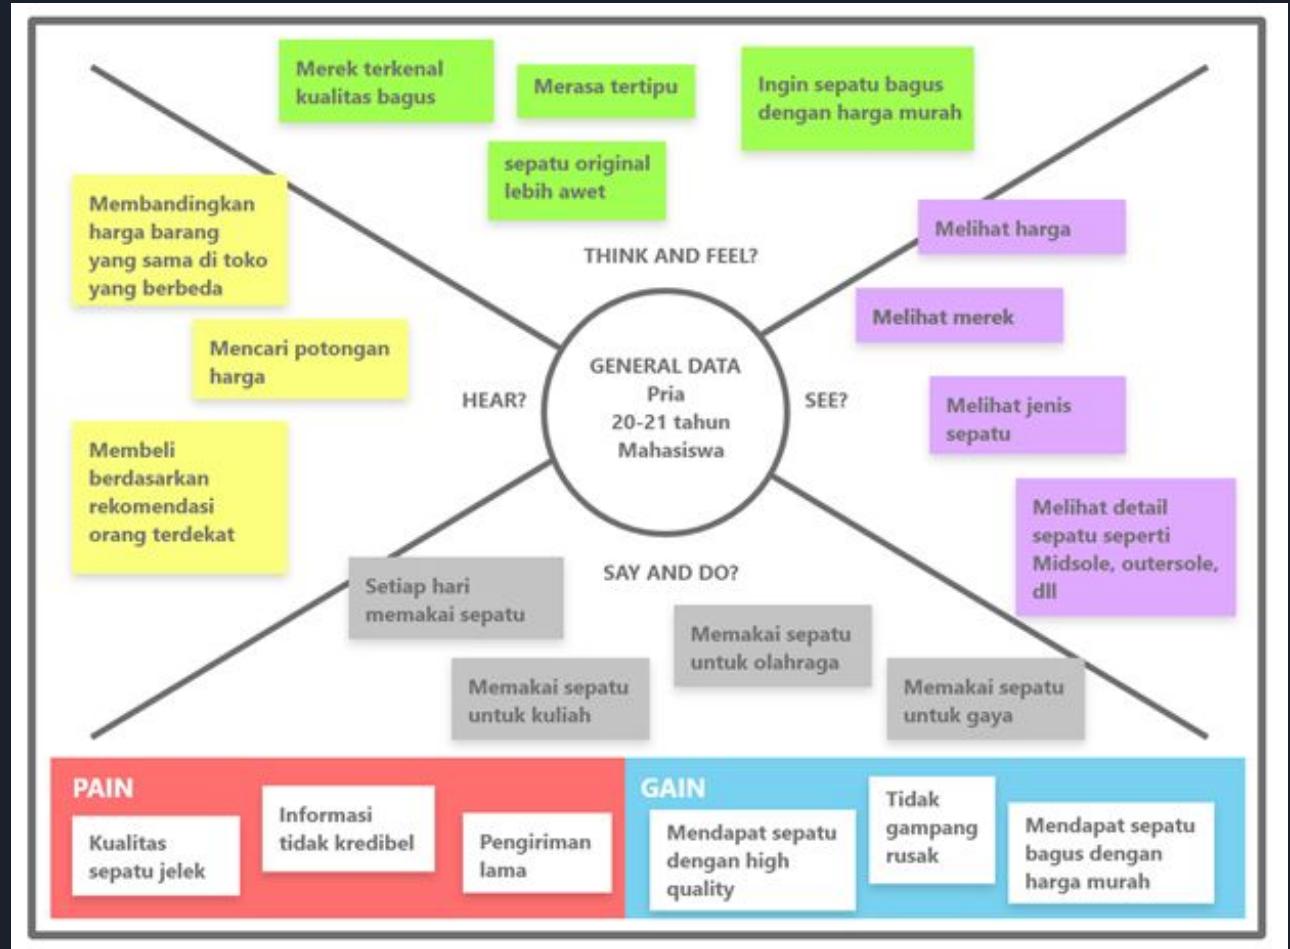 Merek terkenal
kualitas bagus
Merasa tertipu
Ingin sepatu bagus
dengan harga murah
sepatu original
lebih awet
THINK AND FEEL?
Membandingkan
harga barang
yang sama di toko
yang berbeda
Mencari potongan
harga
Membeli
berdasarkan
rekomendasi
orang terdekat
HEAR?
GENERAL DATA
Pria
20-21 tahun
Mahasiswa
SEE?
Melihat harga
Melihat merek
Melihat jenis
sepatu
Melihat detail
sepatu seperti
Midsole, outersole,
dll
SAY AND DO?
Setiap hari
memakai sepatu
Memakai sepatu
untuk kuliah
Memakai sepatu
untuk olahraga
Memakai sepatu
untuk gaya
PAIN
Kualitas
sepatu jelek
Informasi
tidak kredibel
Pengiriman
lama
GAIN
Mendapat sepatu
dengan high
quality
Tidak
gampang
rusak
Mendapat sepatu
bagus dengan
harga murah